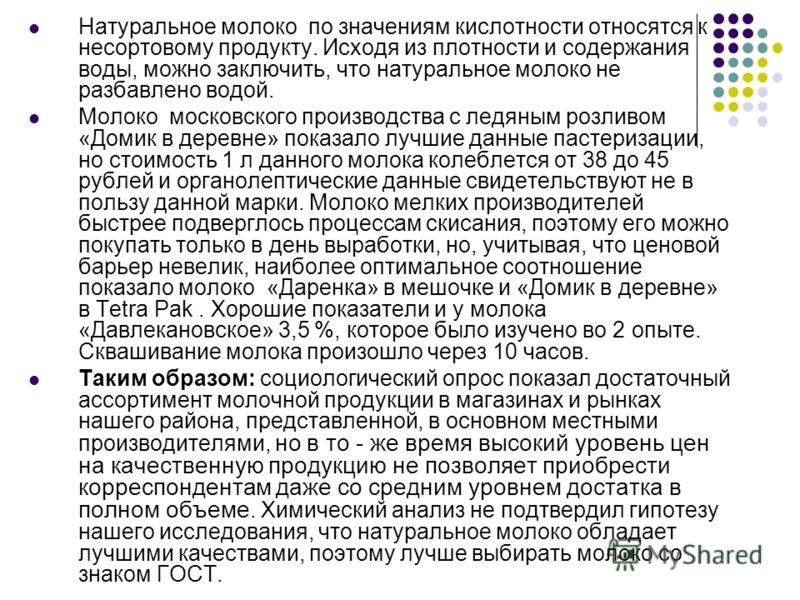 Натуральное молоко по значениям кислотности относятся к
несортовому продукту. Исходя из плотности и содержания
воды, можно заключить, что натуральное молоко не
разбавлено водой.
Молоко московского производства с ледяным розливом
«Домик в деревне» показало лучшие данные пастеризации,
но стоимость 1 л данного молока колеблется от 38 до 45
рублей и органолептические данные свидетельствуют не в
пользу данной марки. Молоко мелких производителей
быстрее подверглось процессам скисания, поэтому его можно
покупать только в день выработки, но, учитывая, что ценовой
барьер невелик, наиболее оптимальное соотношение
показало молоко «Даренка» в мешочке и «Домик в деревне»
в Tetra Pak . Хорошие показатели и у молока
«Давлекановское» 3,5 %, которое было изучено во 2 опыте.
Сквашивание молока произошло через 10 часов.
Таким образом: социологический опрос показал достаточный
ассортимент молочной продукции в магазинах и рынках
нашего района, представленной, в основном местными
производителями, но в то - же время высокий уровень цен
на качественную продукцию не позволяет приобрести
корреспондентам даже со средним уровнем достатка в
полном объеме. Химический анализ не подтвердил гипотезу
нашего исследования, что натуральное молоко обладает
лучшими качествами, поэтому лучше выбирать молоко со
знаком ГОСТ.
MyShared